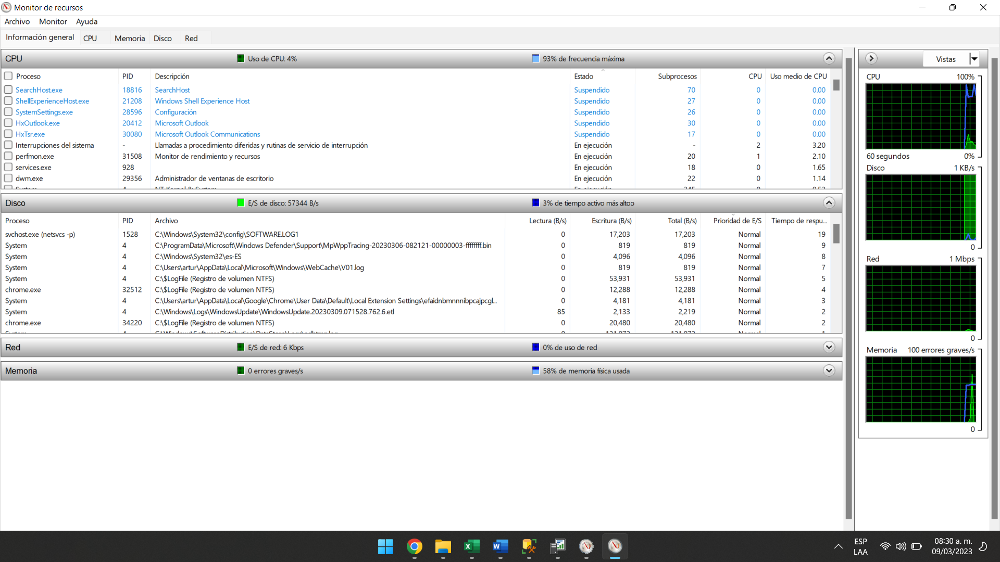 Monitor de recursos
Archivo Monitor Ayuda
Información general CPU Memoria Disco Red
CPU Uso de CPU: 4% 93% de frecuencia máxima
Proceso PID Descripción Estado Subprocesos CPU Uso medio de CPU
SearchHost.exe 18816 SearchHost Suspendido 70 0 0.00
ShellExperienceHost.exe 21208 Windows Shell Experience Host Suspendido 27 0 0.00
SystemSettings.exe 28596 Configuración Suspendido 26 0 0.00
HxOutlook.exe 20412 Microsoft Outlook Suspendido 30 0 0.00
HxTsr.exe 30080 Microsoft Outlook Communications Suspendido 17 0 0.00
Interrupciones del sistema - Llamadas a procedimiento diferidas y rutinas de servicio de interrupción En ejecución - 2 3.20
perfmon.exe 31508 Monitor de rendimiento y recursos En ejecución 20 1 2.10
services.exe 928 En ejecución 18 0 1.65
dwm.exe 29356 Administrador de ventanas de escritorio En ejecución 22 0 1.14
Disco E/S de disco: 57344 B/s 3% de tiempo activo más altoo
Proceso PID Archivo Lectura (B/s) Escritura (B/s) Total (B/s) Prioridad de E/S Tiempo de respu...
svchost.exe (netsvcs -p) 1528 C:\Windows\System32\config\SOFTWARE.LOG1 0 17,203 17,203 Normal 19
System 4 C:\ProgramData\Microsoft\Windows Defender\Support\MpWppTracing-20230306-082121-00000003-ffffffff.bin 0 819 819 Normal 9
System 4 C:\Windows\System32\es-ES 0 4,096 4,096 Normal 8
System 4 C:\Users\artur\AppData\Local\Microsoft\Windows\WebCache\V01.log 0 819 819 Normal 7
System 4 C:\$LogFile (Registro de volumen NTFS) 0 53,931 53,931 Normal 5
chrome.exe 32512 C:\$LogFile (Registro de volumen NTFS) 0 12,288 12,288 Normal 4
System 4 C:\Users\artur\AppData\Local\Google\Chrome\User Data\Default\Local Extension Settings\efaidnbmnnnibpcajpcgl... 0 4,181 4,181 Normal 3
System 4 C:\Windows\Logs\WindowsUpdate\WindowsUpdate.20230309.071528.762.6.etl 85 2,133 2,219 Normal 2
chrome.exe 34220 C:\$LogFile (Registro de volumen NTFS) 0 20,480 20,480 Normal 2
Red E/S de red: 6 Kbps 0% de uso de red
Memoria 0 errores graves/s 58% de memoria física usada
Vistas
CPU 100%
60 segundos 0%
Disco 1 KB/s
0
Red 1 Mbps
0
Memoria 100 errores graves/s
0
ESP
LAA
08:30 a. m.
09/03/2023